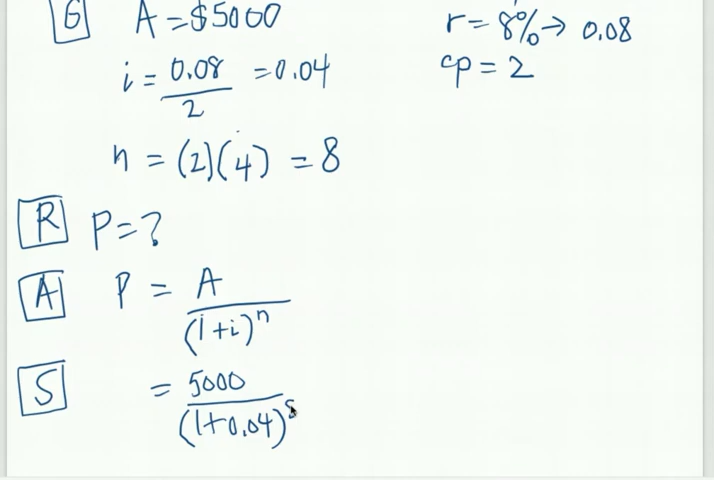 G A = $5000 r = 8% → 0.08
i = 0.08/2 = 0.04 cp = 2
n = (2)(4) = 8
R P = ?
A P = A/(1+i)^n
S = 5000/(1+0.04)^8